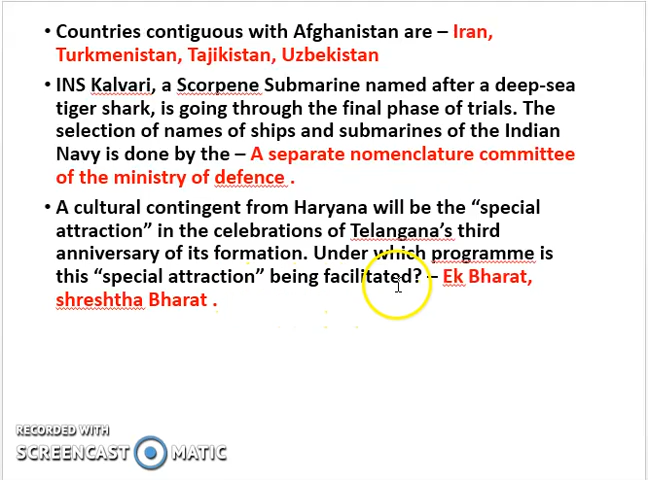 • Countries contiguous with Afghanistan are – Iran,
Turkmenistan, Tajikistan, Uzbekistan
• INS Kalvari, a Scorpene Submarine named after a deep-sea
tiger shark, is going through the final phase of trials. The
selection of names of ships and submarines of the Indian
Navy is done by the – A separate nomenclature committee
of the ministry of defence .
• A cultural contingent from Haryana will be the “special
attraction” in the celebrations of Telangana’s third
anniversary of its formation. Under which programme is
this “special attraction” being facilitated? – Ek Bharat,
shreshtha Bharat .
RECORDED WITH
SCREENCAST MATIC